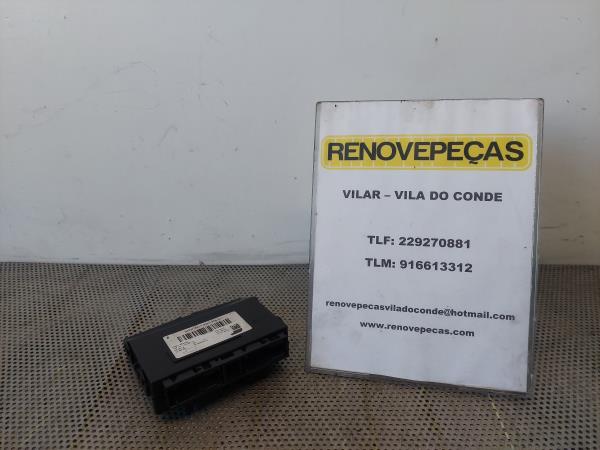 RENOVEPEÇAS
VILAR – VILA DO CONDE
TLF: 229270881
TLM: 916613312
renovepecasviladoconde@hotmail.com
www.renovepecas.com